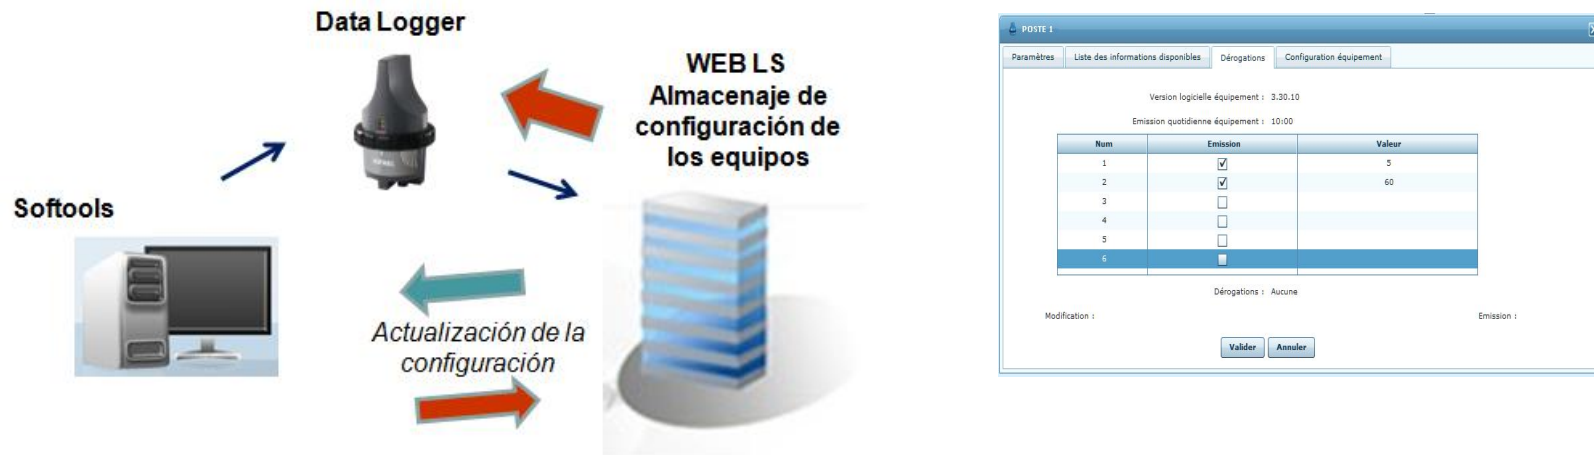 Data Logger
WEB LS
Almacenaje de
configuración de
los equipos
Softools
Actualización de la
configuración
POSTE 1
Paramètres Liste des informations disponibles Dérogations Configuration équipement
Version logicielle équipement : 3.30.10
Emission quotidienne équipement : 10:00
Num Emission Valeur
1 5
2 60
3
4
5
6
Dérogations : Aucune
Modification : Emission :
Valider Annuler